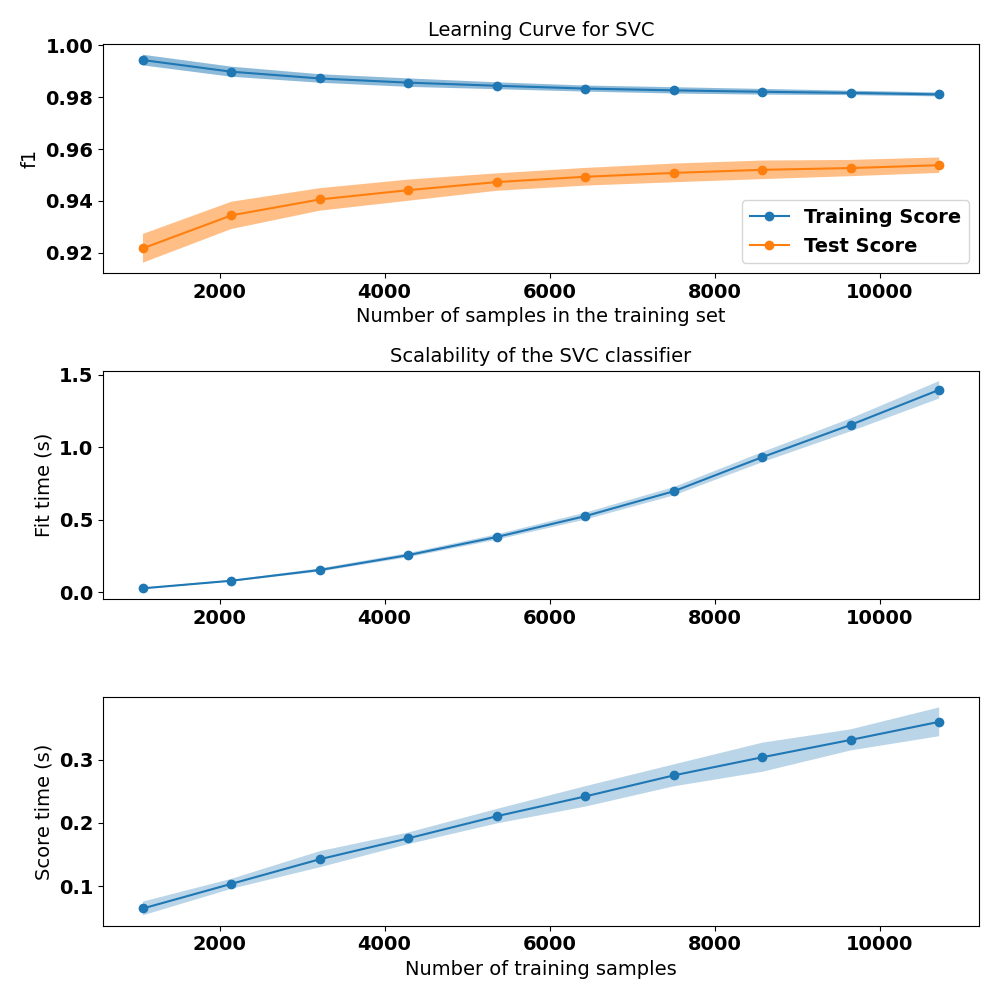 Learning Curve for SVC
1.00
0.98
0.96
0.94
0.92
f1
Training Score
Test Score
2000 4000 6000 8000 10000
Number of samples in the training set
Scalability of the SVC classifier
1.5
1.0
0.5
0.0
Fit time (s)
2000 4000 6000 8000 10000
0.3
0.2
0.1
Score time (s)
2000 4000 6000 8000 10000
Number of training samples